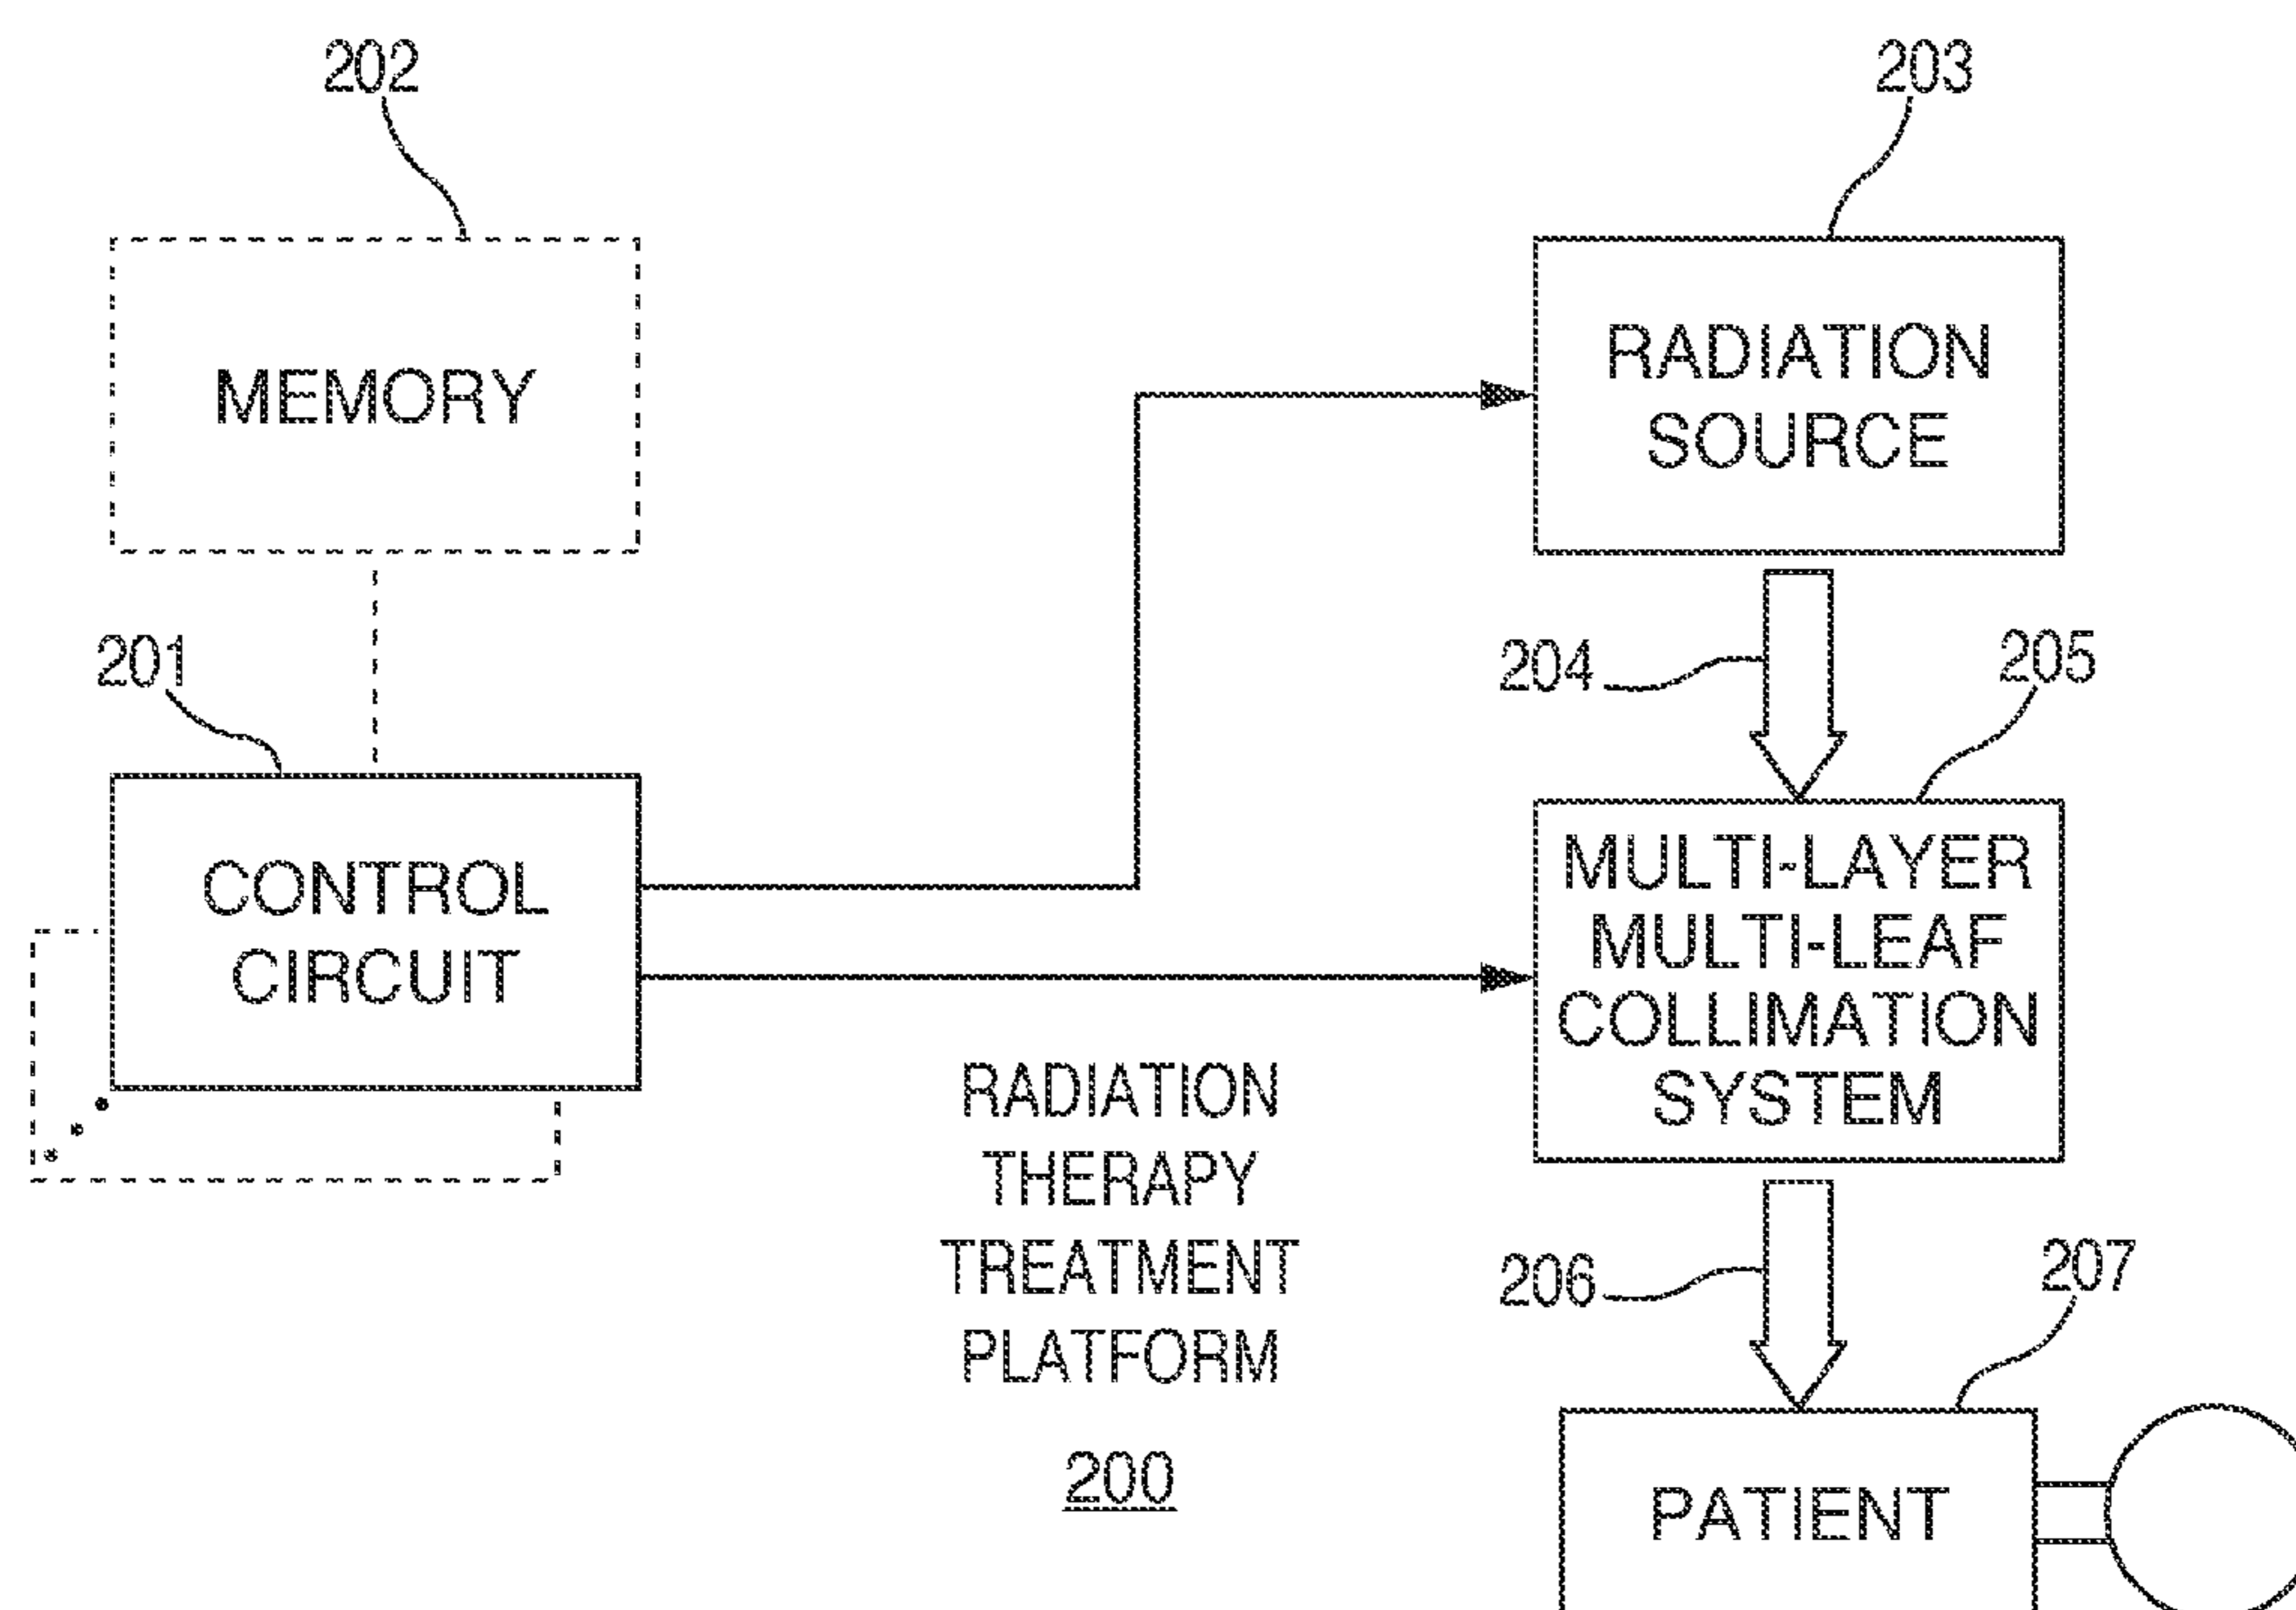 202
203
MEMORY
RADIATION
SOURCE
201
204
205
CONTROL
CIRCUIT
MULTI-LAYER
MULTI-LEAF
COLLIMATION
SYSTEM
RADIATION
THERAPY
TREATMENT
PLATFORM
200
206
207
PATIENT